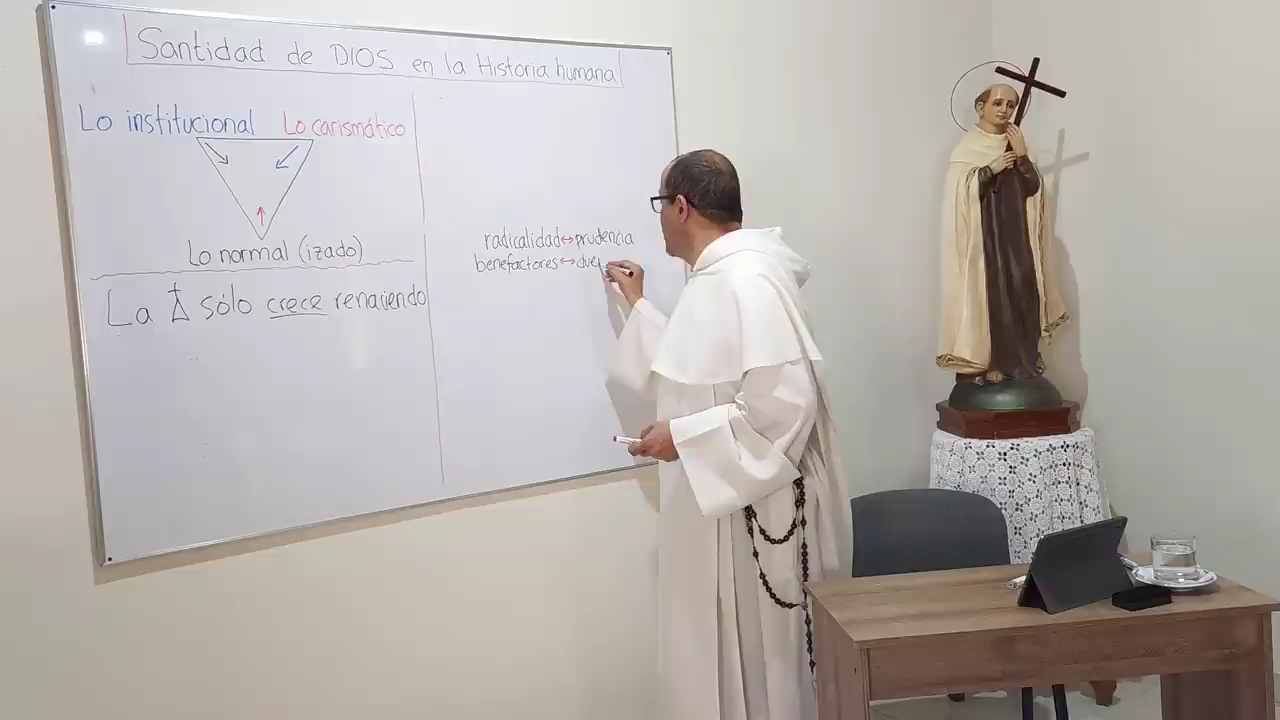 Santidad de DIOS en la Historia humana
Lo institucional Lo carismático
Lo normal (izado)
La sólo crece renaciendo
radicalidad↔prudencia
benefactores↔